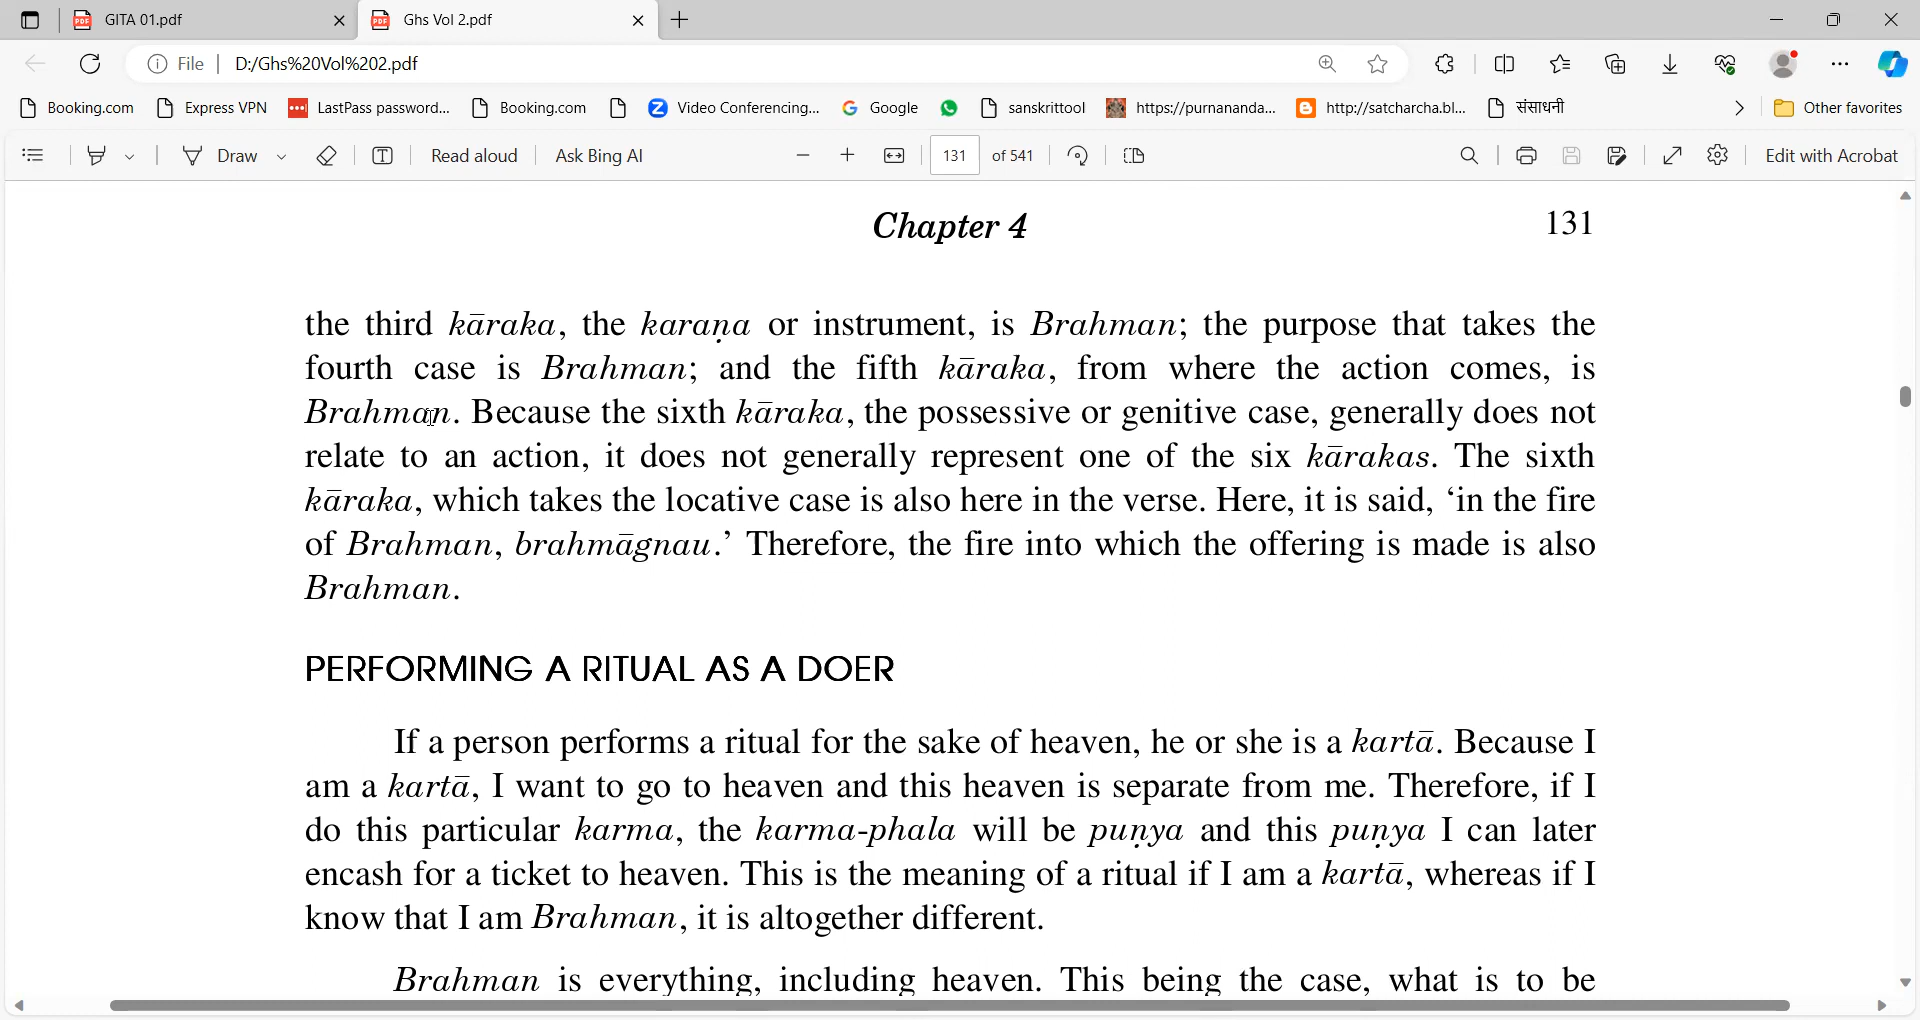 GITA 01.pdf
Ghs Vol 2.pdf
File | D:/Ghs%20Vol%202.pdf
Booking.com Express VPN LastPass password... Booking.com Video Conferencing... Google sanskrittool https://purnananda... http://satcharcha.bl... संसाधनी Other favorites
Draw Read aloud Ask Bing AI 131 of 541 Edit with Acrobat
Chapter 4 131
the third kāraka, the karaṇa or instrument, is Brahman; the purpose that takes the
fourth case is Brahman; and the fifth kāraka, from where the action comes, is
Brahman. Because the sixth kāraka, the possessive or genitive case, generally does not
relate to an action, it does not generally represent one of the six kārakas. The sixth
kāraka, which takes the locative case is also here in the verse. Here, it is said, ‘in the fire
of Brahman, brahmāgnau.’ Therefore, the fire into which the offering is made is also
Brahman.
PERFORMING A RITUAL AS A DOER
If a person performs a ritual for the sake of heaven, he or she is a kartā. Because I
am a kartā, I want to go to heaven and this heaven is separate from me. Therefore, if I
do this particular karma, the karma-phala will be puṇya and this puṇya I can later
encash for a ticket to heaven. This is the meaning of a ritual if I am a kartā, whereas if I
know that I am Brahman, it is altogether different.
Brahman is everything, including heaven. This being the case, what is to be